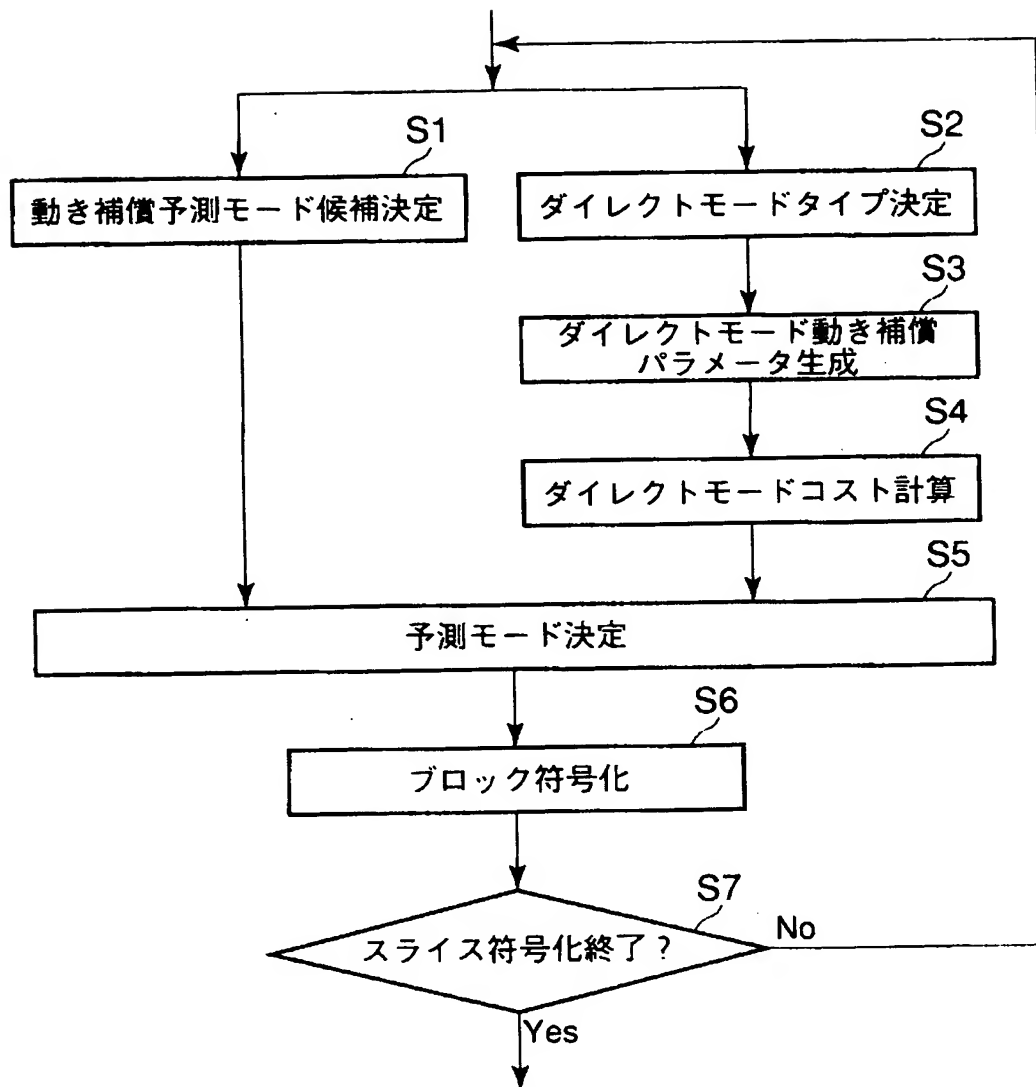 S1
動き補償予測モード候補決定
S2
ダイレクトモードタイプ決定
S3
ダイレクトモード動き補償
パラメータ生成
S4
ダイレクトモードコスト計算
S5
予測モード決定
S6
ブロック符号化
S7
スライス符号化終了？
No
Yes